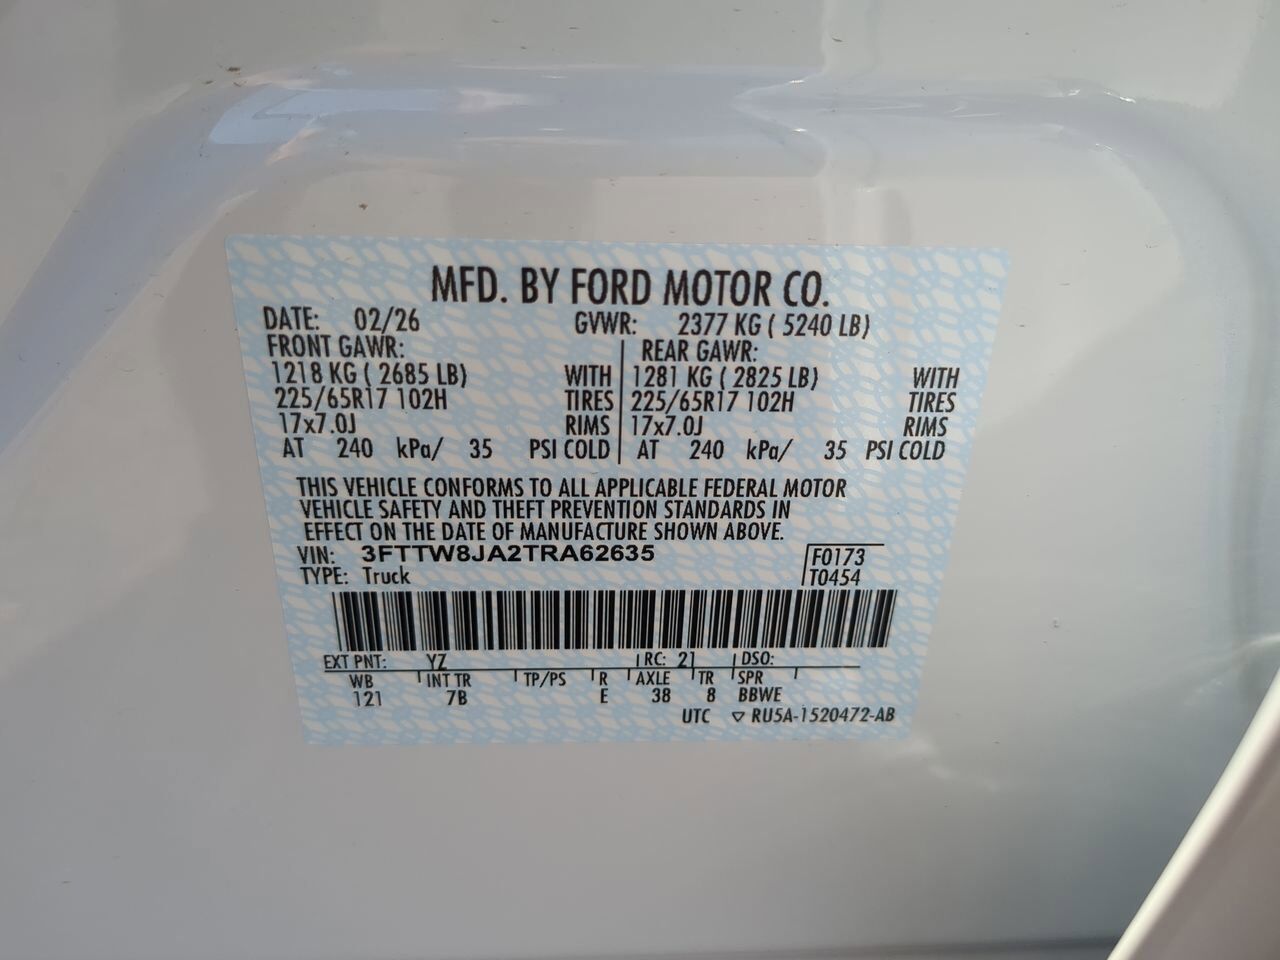 MFD. BY FORD MOTOR CO.
DATE: 02/26 GVWR: 2377 KG ( 5240 LB)
FRONT GAWR: REAR GAWR:
1218 KG ( 2685 LB) WITH 1281 KG ( 2825 LB) WITH
225/65R17 102H TIRES 225/65R17 102H TIRES
17x7.0J RIMS 17x7.0J RIMS
AT 240 kPa/ 35 PSI COLD AT 240 kPa/ 35 PSI COLD
THIS VEHICLE CONFORMS TO ALL APPLICABLE FEDERAL MOTOR
VEHICLE SAFETY AND THEFT PREVENTION STANDARDS IN
EFFECT ON THE DATE OF MANUFACTURE SHOWN ABOVE.
VIN: 3FTTW8JA2TRA62635 F0173
TYPE: Truck T0454
EXT PNT: YZ RC: 21 DSO:
WB INT TR TP/PS R AXLE TR SPR
121 7B E 38 8 BBWE
UTC ▽ RU5A-1520472-AB